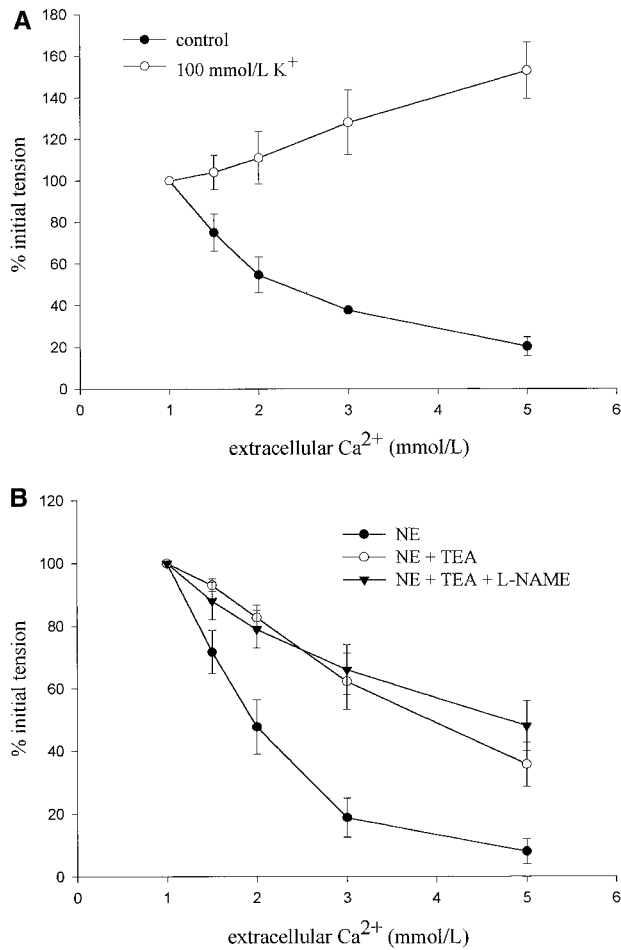 A
control
100 mmol/L K+
180
160
140
120
100
80
60
40
20
0
% initial tension
0 1 2 3 4 5 6
extracellular Ca2+ (mmol/L)
B
NE
NE + TEA
NE + TEA + L-NAME
120
100
80
60
40
20
0
% initial tension
0 1 2 3 4 5 6
extracellular Ca2+ (mmol/L)